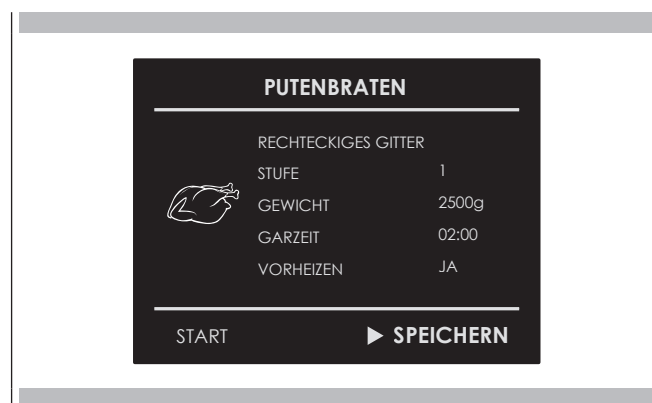 PUTENBRATEN
RECHTECKIGES GITTER
STUFE 1
GEWICHT 2500g
GARZEIT 02:00
VORHEIZEN JA
START ▶ SPEICHERN